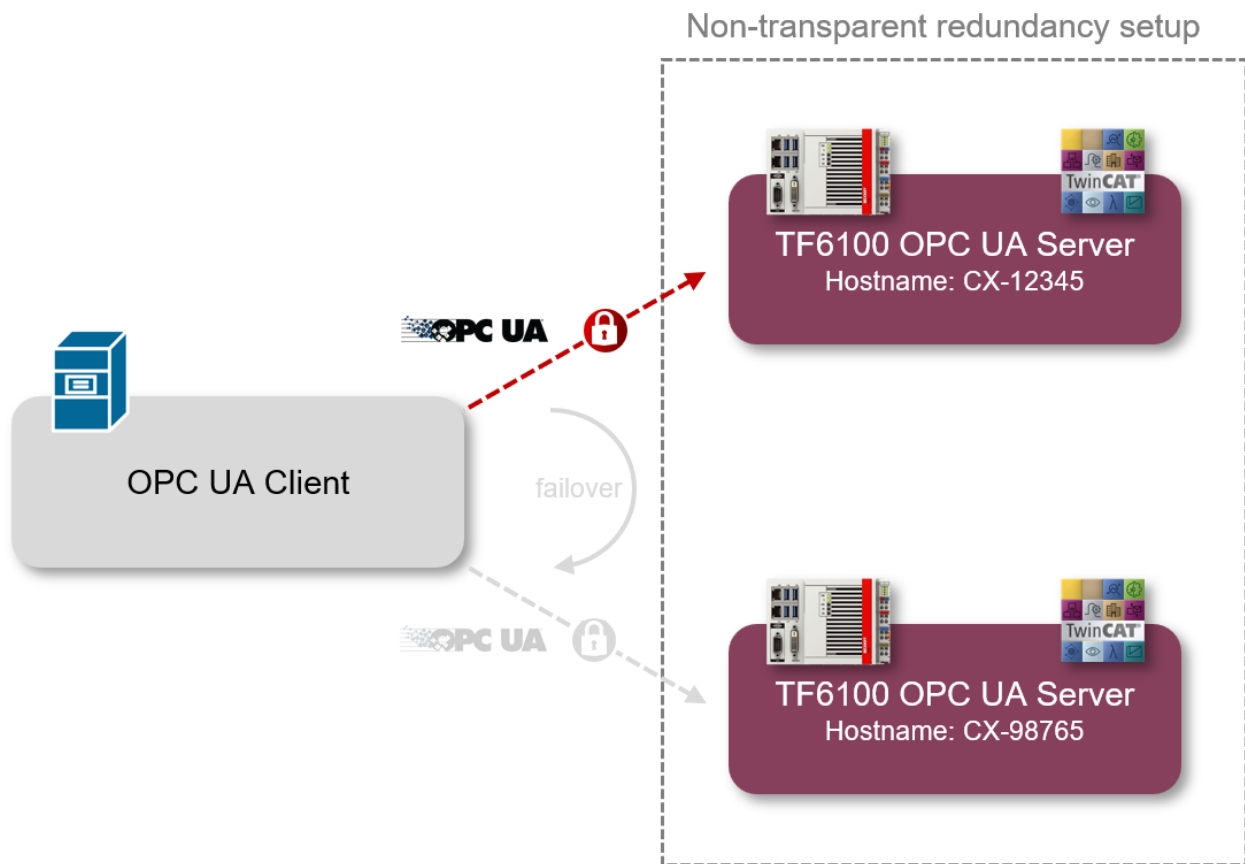 Non-transparent redundancy setup
TwinCAT®
TF6100 OPC UA Server
Hostname: CX-12345
OPC UA
OPC UA Client
failover
OPC UA
TwinCAT®
TF6100 OPC UA Server
Hostname: CX-98765